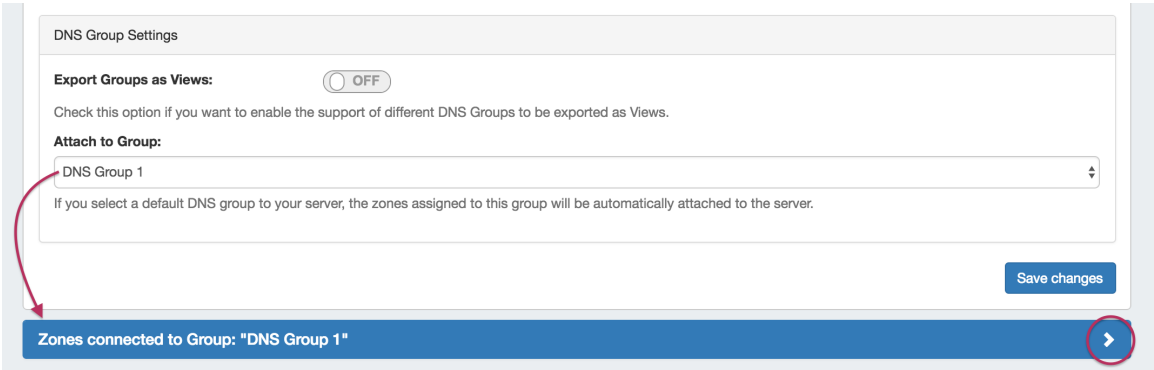 DNS Group Settings
Export Groups as Views:
OFF
Check this option if you want to enable the support of different DNS Groups to be exported as Views.
Attach to Group:
DNS Group 1
If you select a default DNS group to your server, the zones assigned to this group will be automatically attached to the server.
Save changes
Zones connected to Group: "DNS Group 1"